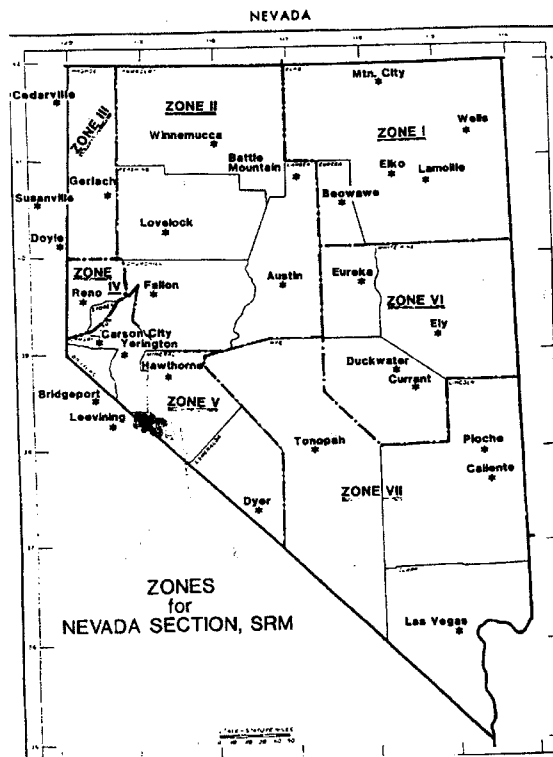 NEVADA
Mtn. City
Cedarville
ZONE II
ZONE III
ZONE I
Wells
Winnemucca
Battle
Mountain
Elko
Lamoille
Gerlach
Beowawe
Susanville
Lovelock
Doyle
ZONE
IV
Reno
Fallon
Austin
Eureka
ZONE VI
Ely
Carson City
Yerington
Hawthorne
Duckwater
Currant
Bridgeport
ZONE V
Leevining
Tonopah
Pioche
Caliente
ZONE VII
Dyer
ZONES
for
NEVADA SECTION, SRM
Las Vegas